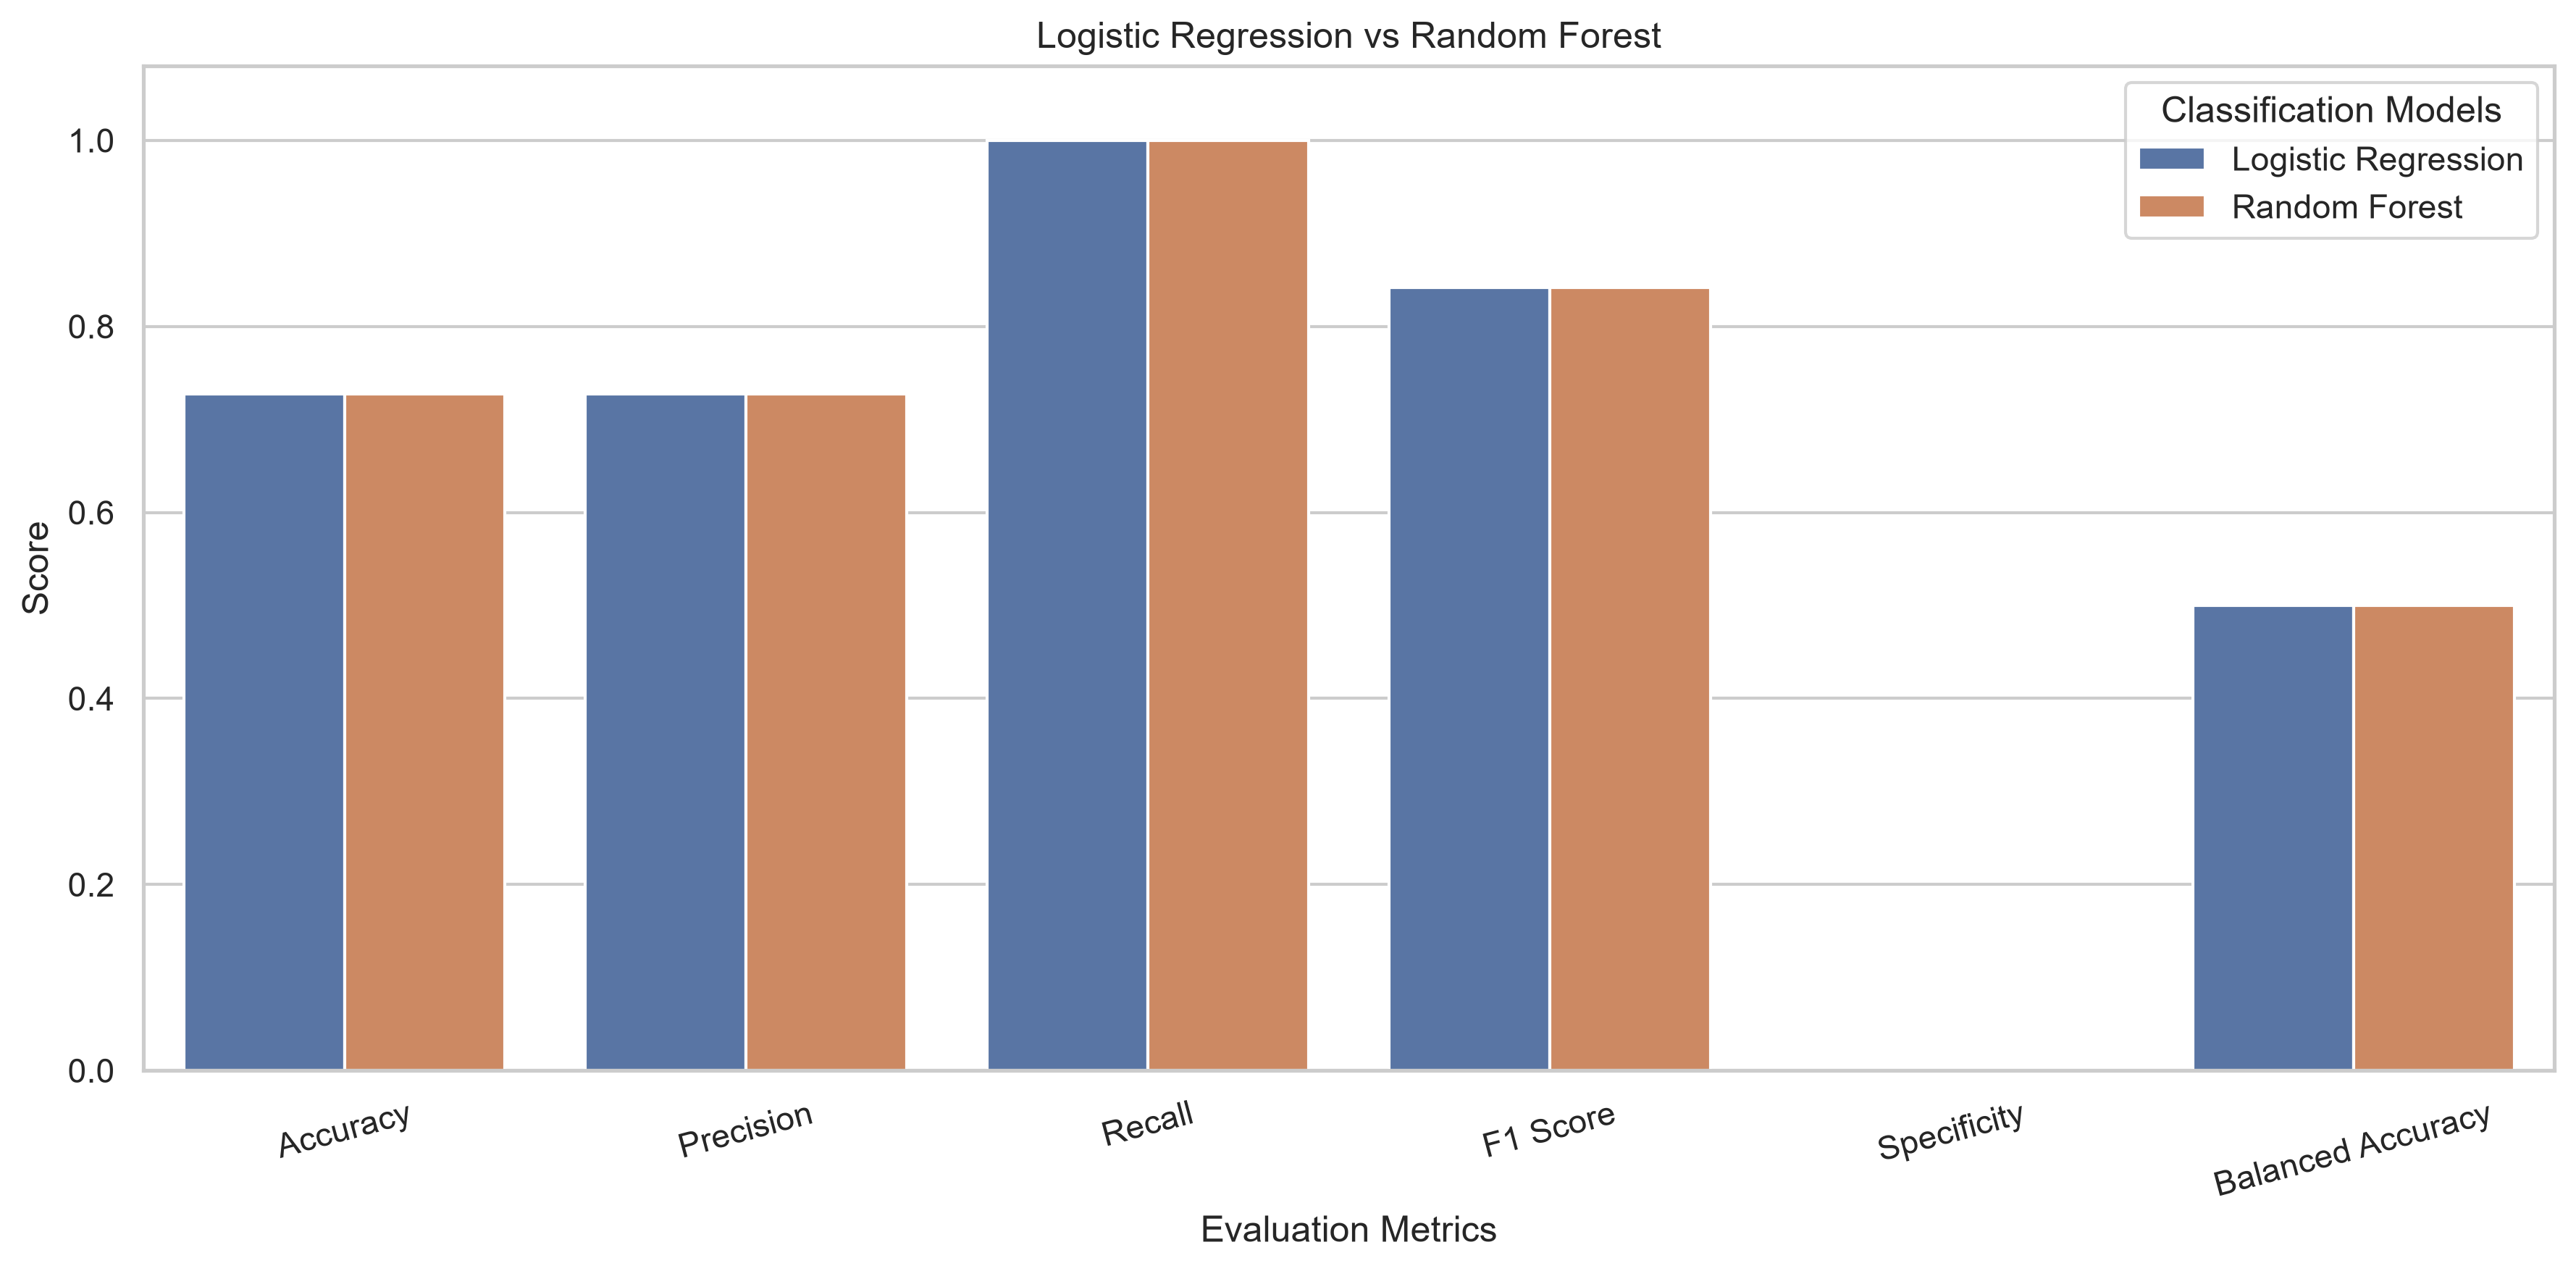 Logistic Regression vs Random Forest
Classification Models
Logistic Regression
Random Forest
Score
1.0
0.8
0.6
0.4
0.2
0.0
Accuracy
Precision
Recall
F1 Score
Specificity
Balanced Accuracy
Evaluation Metrics